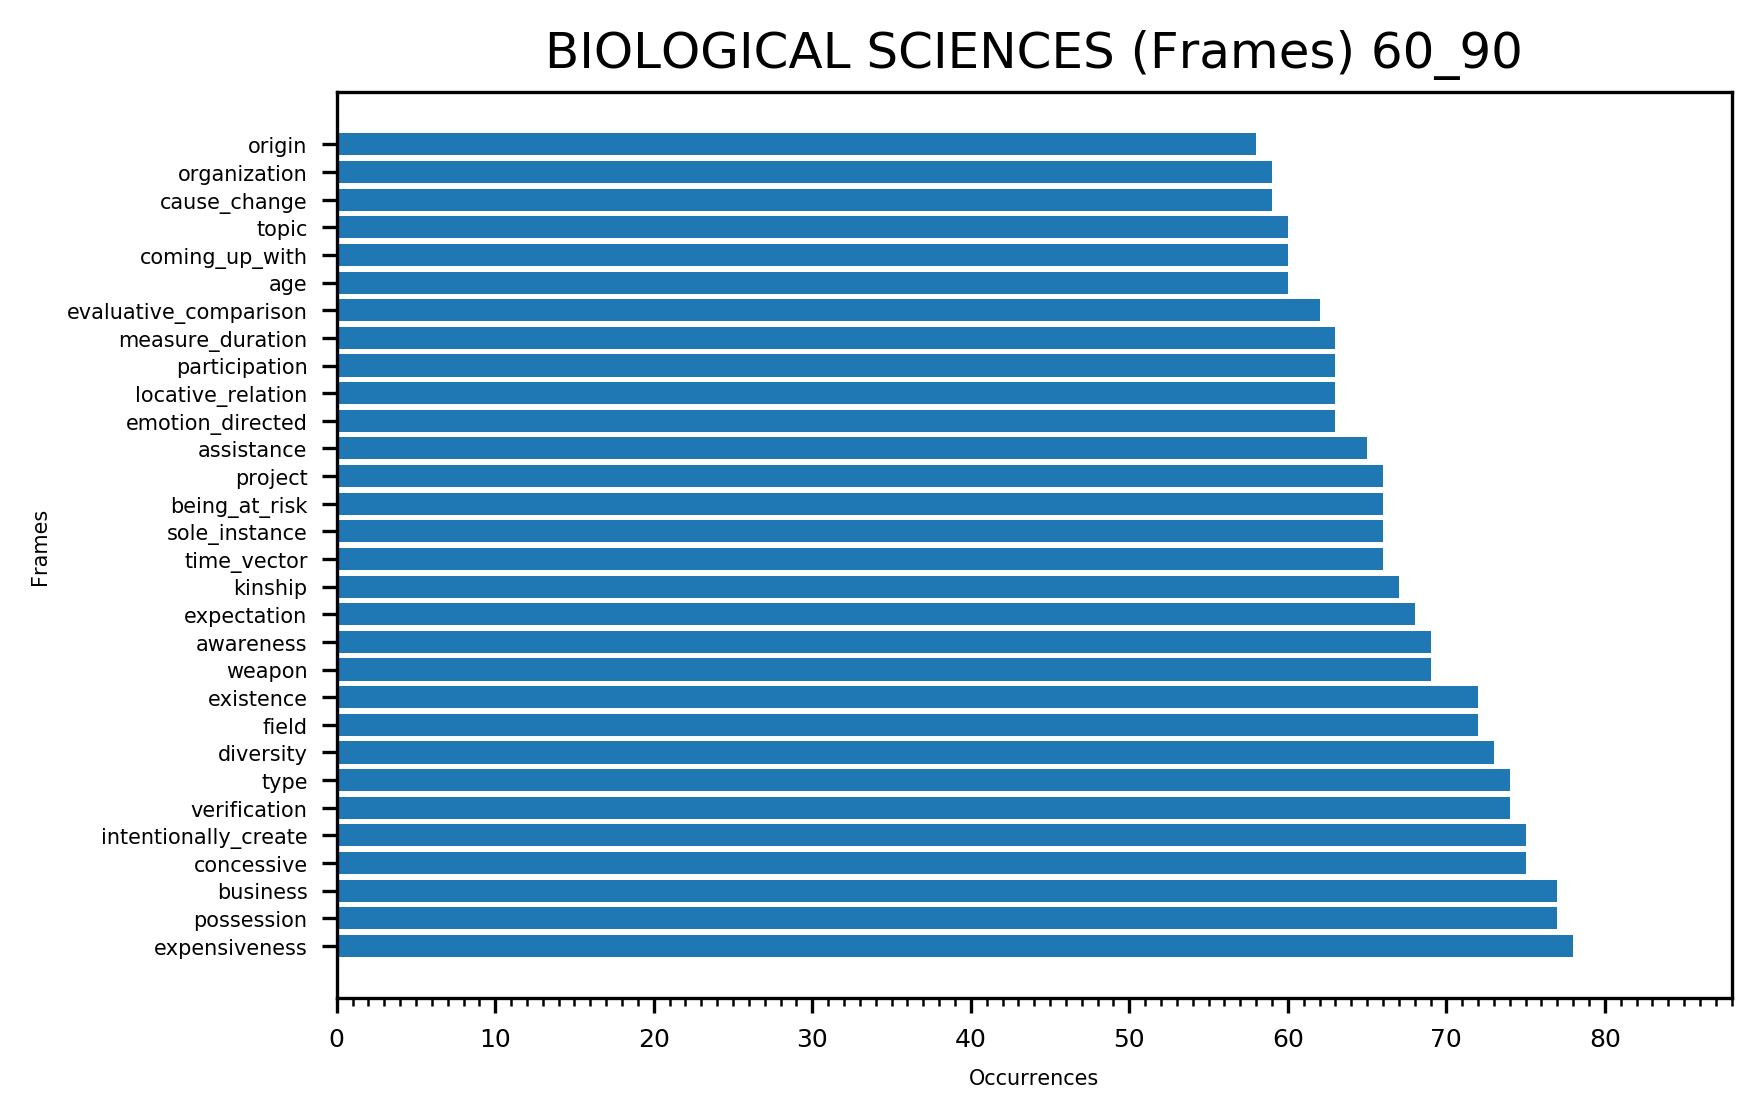 BIOLOGICAL SCIENCES (Frames) 60_90
origin
organization
cause_change
topic
coming_up_with
age
evaluative_comparison
measure_duration
participation
locative_relation
emotion_directed
assistance
project
being_at_risk
sole_instance
time_vector
kinship
expectation
awareness
weapon
existence
field
diversity
type
verification
intentionally_create
concessive
business
possession
expensiveness
Frames
0 10 20 30 40 50 60 70 80
Occurrences